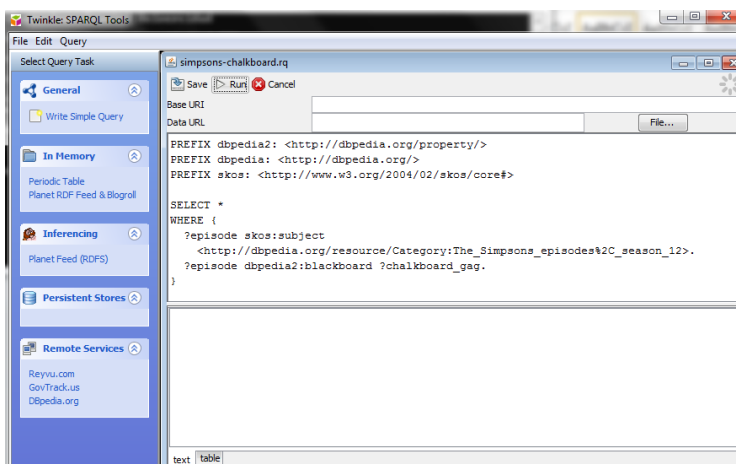 Twinkle: SPARQL Tools
File Edit Query
Select Query Task
General
Write Simple Query
In Memory
Periodic Table
Planet RDF Feed & Blogroll
Inferencing
Planet Feed (RDFS)
Persistent Stores
Remote Services
Reyvu.com
GovTrack.us
DBpedia.org
simpsons-chalkboard.rq
Save Run Cancel
Base URI
Data URL File...
PREFIX dbpedia2: <http://dbpedia.org/property/>
PREFIX dbpedia: <http://dbpedia.org/>
PREFIX skos: <http://www.w3.org/2004/02/skos/core#>
SELECT *
WHERE {
?episode skos:subject
<http://dbpedia.org/resource/Category:The_Simpsons_episodes%2C_season_12>.
?episode dbpedia2:blackboard ?chalkboard_gag.
}
text table